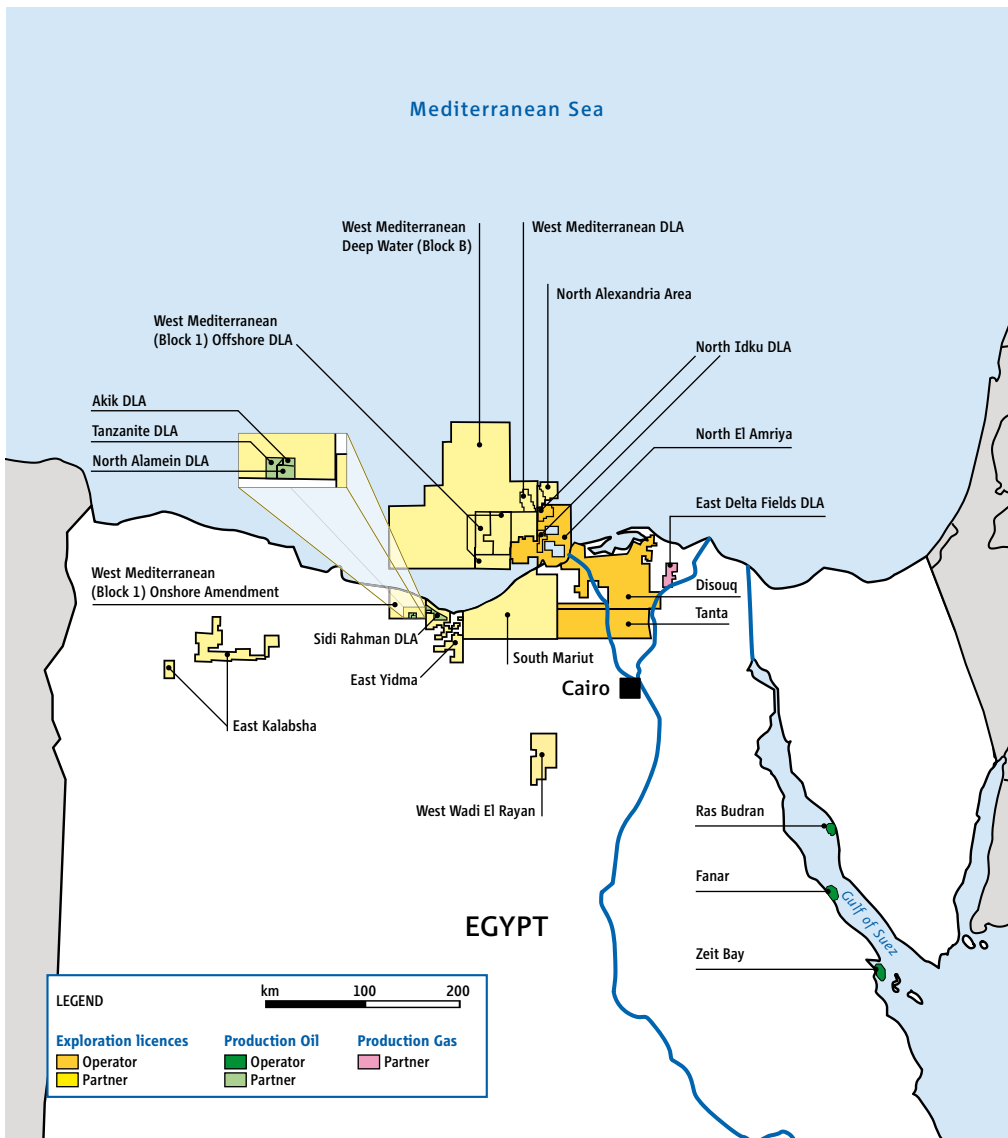 Mediterranean Sea
West Mediterranean
Deep Water (Block B)
West Mediterranean DLA
North Alexandria Area
West Mediterranean
(Block 1) Offshore DLA
North Idku DLA
Akik DLA
Tanzanite DLA
North Alamein DLA
North El Amriya
East Delta Fields DLA
West Mediterranean
(Block 1) Onshore Amendment
Disouq
Tanta
Sidi Rahman DLA
East Yidma
South Mariut
Cairo
East Kalabsha
West Wadi El Rayan
Ras Budran
Fanar
Gulf of Suez
EGYPT
Zeit Bay
LEGEND
km 100 200
Exploration licences
Operator
Partner
Production Oil
Operator
Partner
Production Gas
Partner